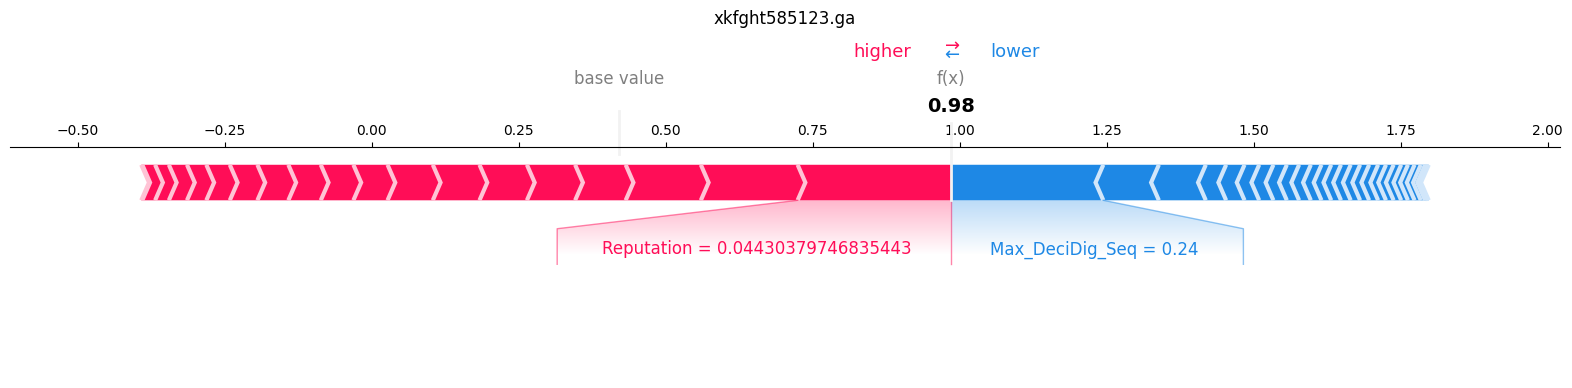 xkfght585123.ga
higher ⇄ lower
base value f(x)
0.98
−0.50 −0.25 0.00 0.25 0.50 0.75 1.00 1.25 1.50 1.75 2.00
Reputation = 0.04430379746835443 Max_DeciDig_Seq = 0.24